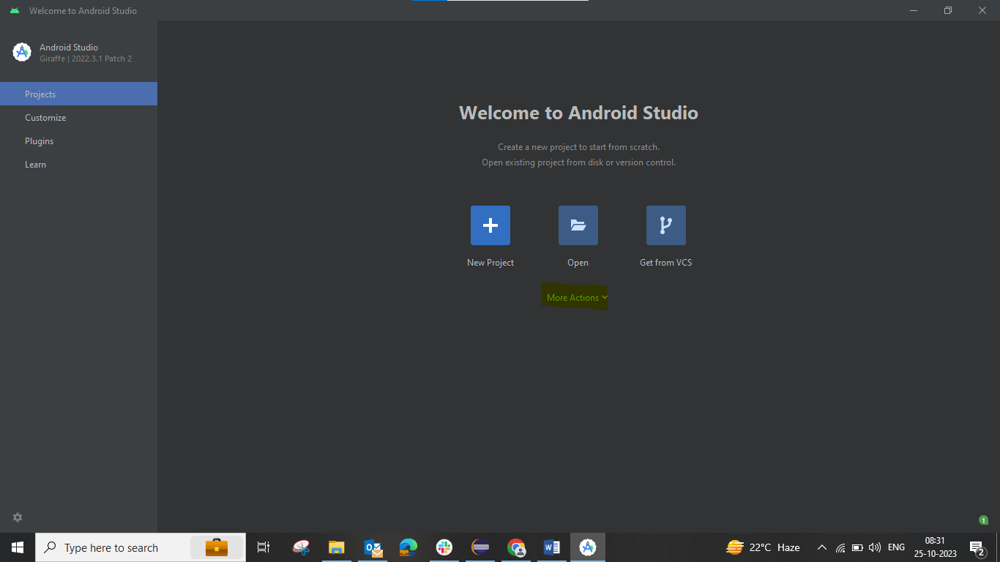 Welcome to Android Studio
Android Studio
Giraffe | 2022.3.1 Patch 2
Projects
Customize
Plugins
Learn
Welcome to Android Studio
Create a new project to start from scratch.
Open existing project from disk or version control.
New Project
Open
Get from VCS
More Actions
1
Type here to search
22°C Haze
ENG
08:31
25-10-2023
2